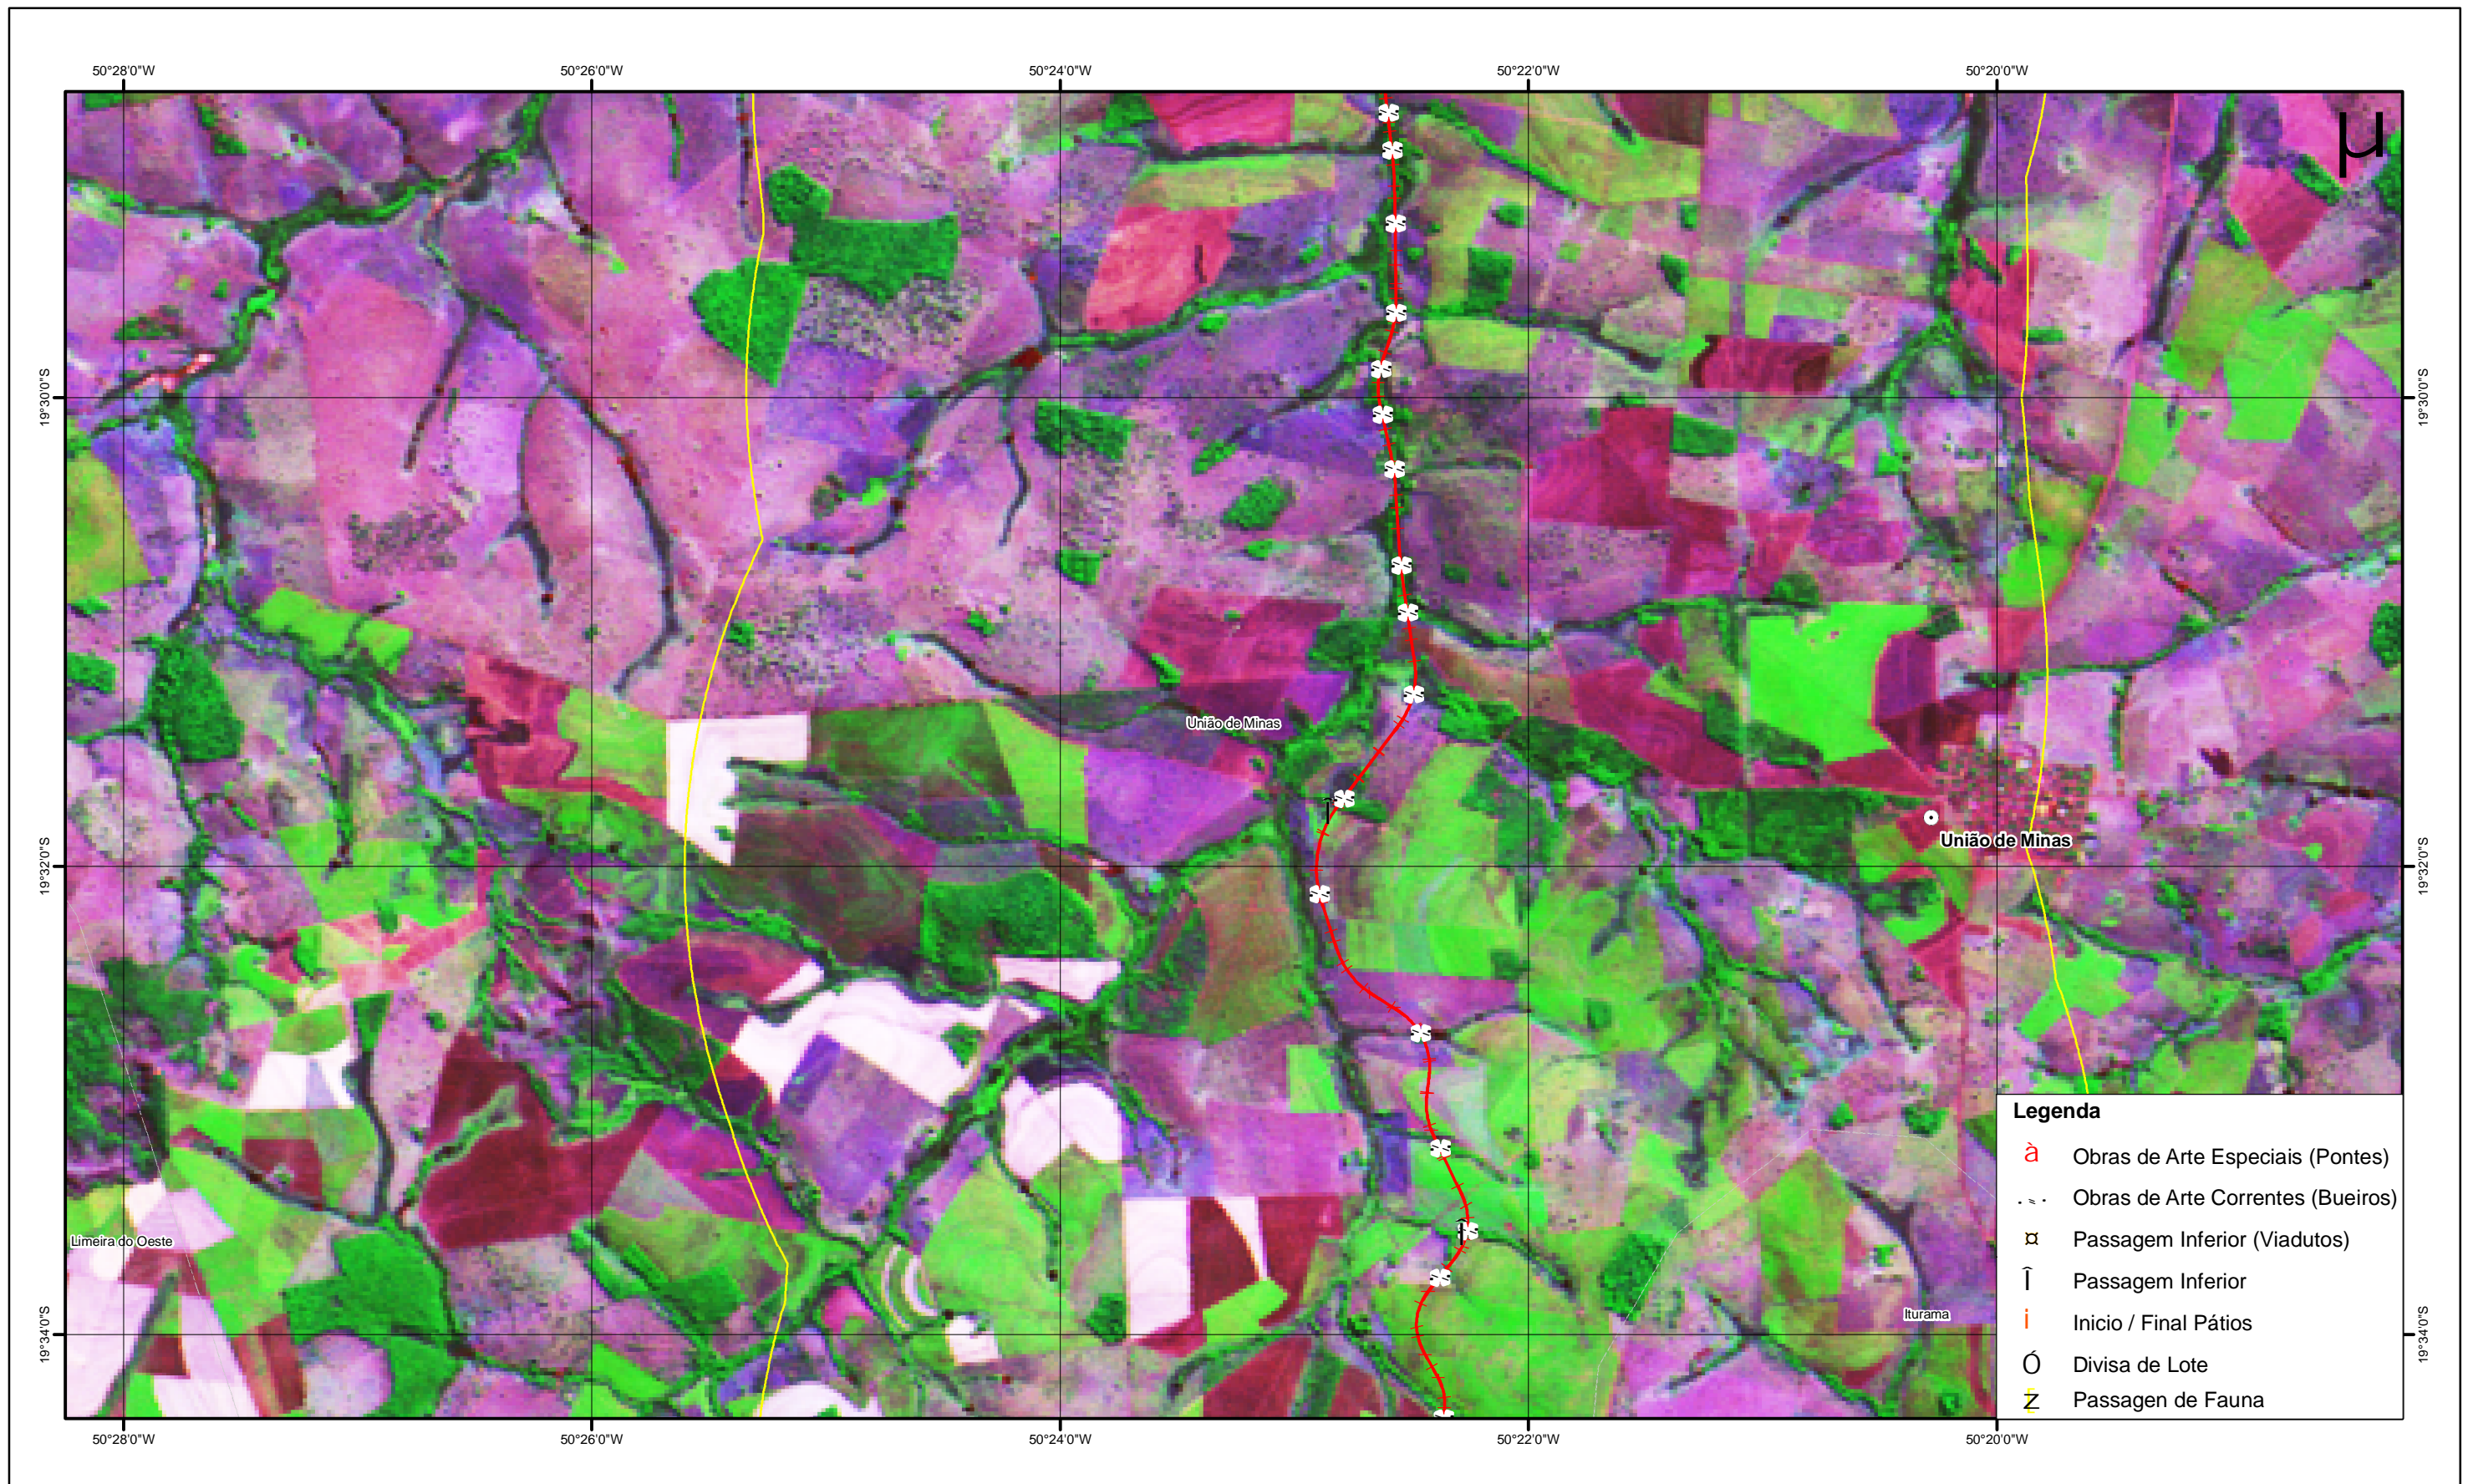 50°28'0"W 50°26'0"W 50°24'0"W 50°22'0"W 50°20'0"W
µ
19°30'0"S 19°30'0"S
União de Minas
União de Minas
19°32'0"S 19°32'0"S
Legenda
à Obras de Arte Especiais (Pontes)
Obras de Arte Correntes (Bueiros)
¤ Passagem Inferior (Viadutos)
Î Passagem Inferior
i Inicio / Final Pátios
Ó Divisa de Lote
Z Passagen de Fauna
Limeira do Oeste
Iturama
19°34'0"S 19°34'0"S
50°28'0"W 50°26'0"W 50°24'0"W 50°22'0"W 50°20'0"W